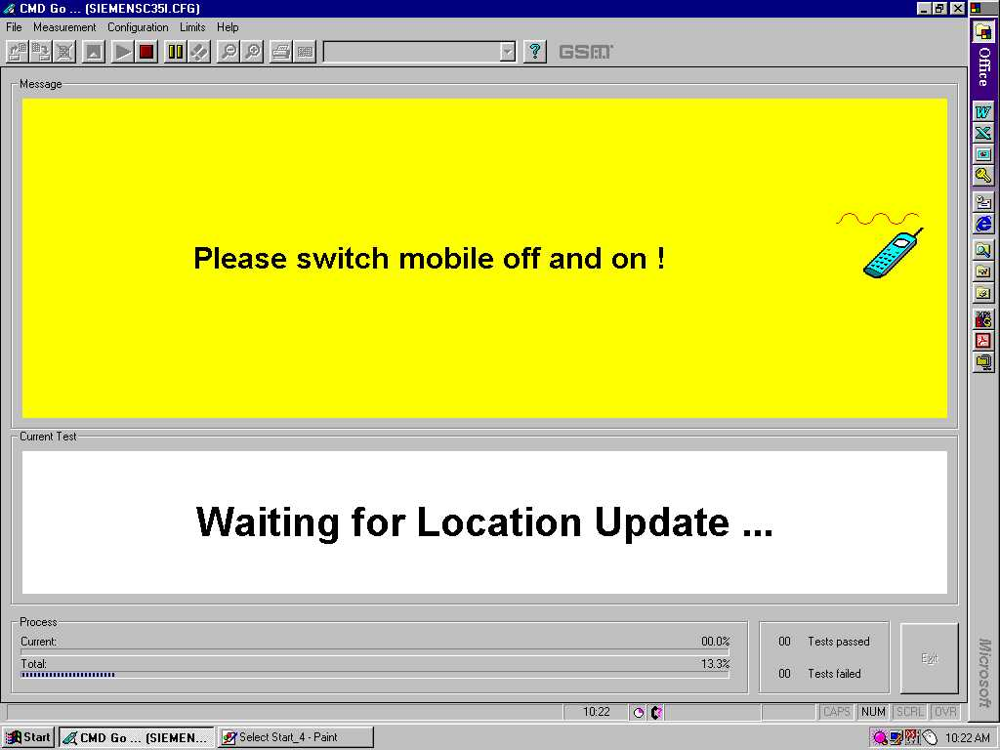 CMD Go ... (SIEMENSC35I.CFG)
File Measurement Configuration Limits Help
GSM
Office
Message
Please switch mobile off and on !
Current Test
Waiting for Location Update ...
Process
Current: 00.0%
Total: 13.3%
00 Tests passed
00 Tests failed
Exit
Microsoft
10:22
CAPS NUM SCRL OVR
Start
CMD Go ... (SIEMEN...
Select Start_4 - Paint
10:22 AM